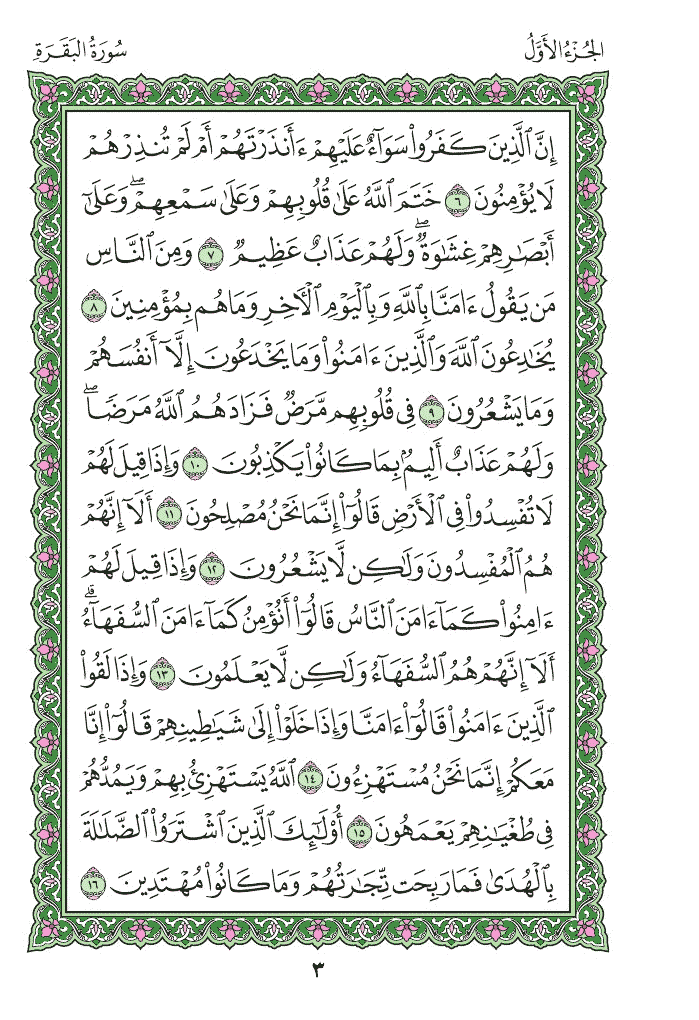 الجُزْءُ الأَوَّلُ
سُورَةُ البَقَرَةِ
إِنَّ ٱلَّذِينَ كَفَرُواْ سَوَآءٌ عَلَيْهِمْ ءَأَنذَرْتَهُمْ أَمْ لَمْ تُنذِرْهُمْ
لَا يُؤْمِنُونَ ٦ خَتَمَ ٱللَّهُ عَلَىٰ قُلُوبِهِمْ وَعَلَىٰ سَمْعِهِمْۖ وَعَلَىٰٓ
أَبْصَٰرِهِمْ غِشَٰوَةٌۖ وَلَهُمْ عَذَابٌ عَظِيمٌ ٧ وَمِنَ ٱلنَّاسِ
مَن يَقُولُ ءَامَنَّا بِٱللَّهِ وَبِٱلْيَوْمِ ٱلْأَخِرِ وَمَا هُم بِمُؤْمِنِينَ ٨
يُخَٰدِعُونَ ٱللَّهَ وَٱلَّذِينَ ءَامَنُواْ وَمَا يَخْدَعُونَ إِلَّآ أَنفُسَهُمْ
وَمَا يَشْعُرُونَ ٩ فِى قُلُوبِهِم مَّرَضٌ فَزَادَهُمُ ٱللَّهُ مَرَضًاۖ
وَلَهُمْ عَذَابٌ أَلِيمٌۢ بِمَا كَانُواْ يَكْذِبُونَ ١٠ وَإِذَا قِيلَ لَهُمْ
لَا تُفْسِدُواْ فِى ٱلْأَرْضِ قَالُوٓاْ إِنَّمَا نَحْنُ مُصْلِحُونَ ١١ أَلَآ إِنَّهُمْ
هُمُ ٱلْمُفْسِدُونَ وَلَٰكِن لَّا يَشْعُرُونَ ١٢ وَإِذَا قِيلَ لَهُمْ
ءَامِنُواْ كَمَآ ءَامَنَ ٱلنَّاسُ قَالُوٓاْ أَنُؤْمِنُ كَمَآ ءَامَنَ ٱلسُّفَهَآءُۗ
أَلَآ إِنَّهُمْ هُمُ ٱلسُّفَهَآءُ وَلَٰكِن لَّا يَعْلَمُونَ ١٣ وَإِذَا لَقُواْ
ٱلَّذِينَ ءَامَنُواْ قَالُوٓاْ ءَامَنَّا وَإِذَا خَلَوْاْ إِلَىٰ شَيَٰطِينِهِمْ قَالُوٓاْ إِنَّا
مَعَكُمْ إِنَّمَا نَحْنُ مُسْتَهْزِءُونَ ١٤ ٱللَّهُ يَسْتَهْزِئُ بِهِمْ وَيَمُدُّهُمْ
فِى طُغْيَٰنِهِمْ يَعْمَهُونَ ١٥ أُوْلَٰٓئِكَ ٱلَّذِينَ ٱشْتَرَوُاْ ٱلضَّلَٰلَةَ
بِٱلْهُدَىٰ فَمَا رَبِحَت تِّجَٰرَتُهُمْ وَمَا كَانُواْ مُهْتَدِينَ ١٦
٣